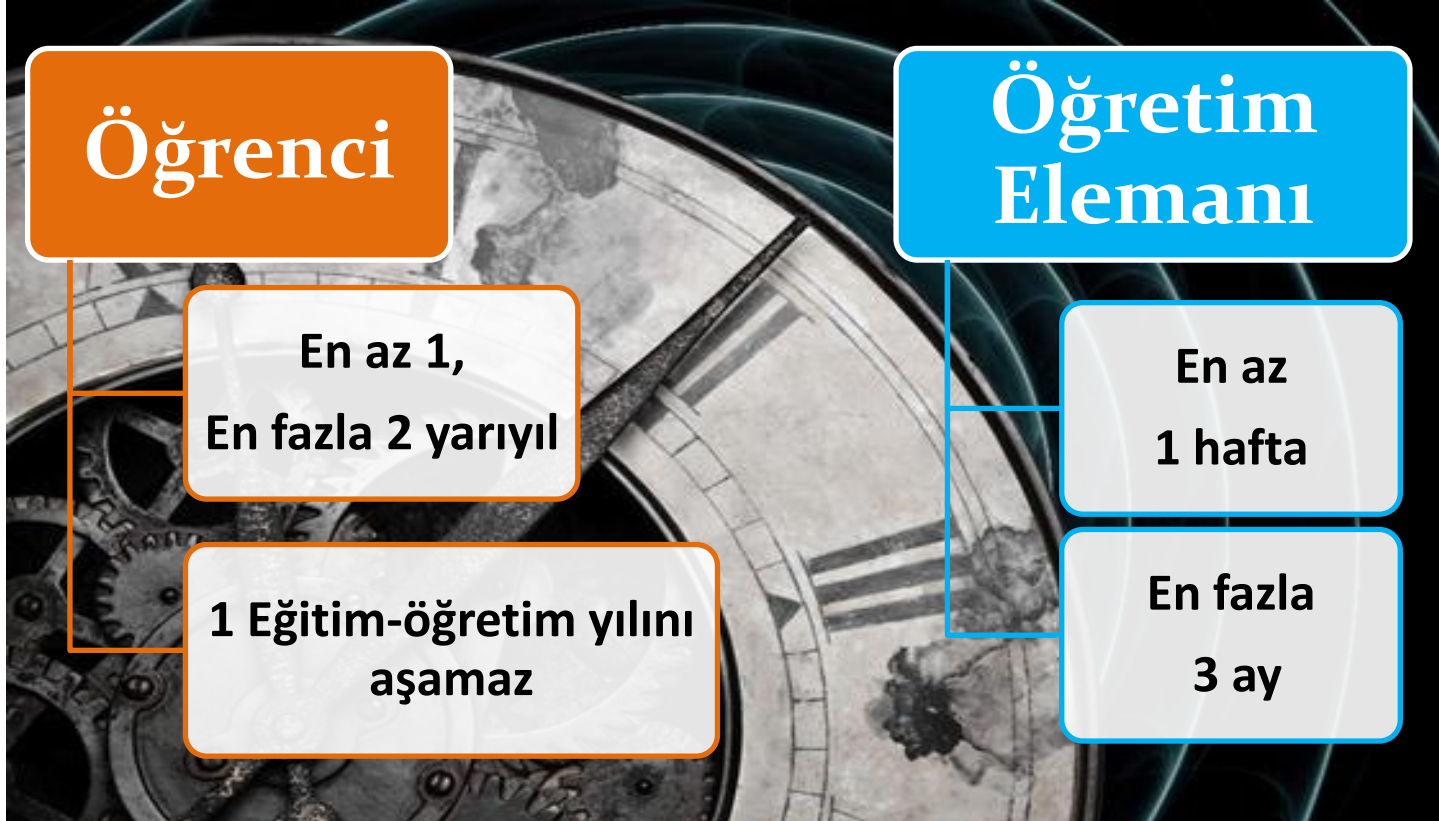 Öğrenci
En az 1,
En fazla 2 yarıyıl
1 Eğitim-öğretim yılını
aşamaz
Öğretim
Elemanı
En az
1 hafta
En fazla
3 ay